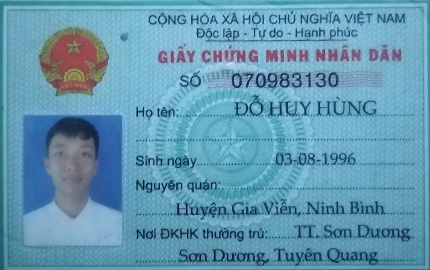 CỘNG HÒA XÃ HỘI CHỦ NGHĨA VIỆT NAM
Độc lập - Tự do - Hạnh phúc
GIẤY CHỨNG MINH NHÂN DÂN
SỐ 070983130
Họ tên: ĐỖ HUY HÙNG
Sinh ngày 03-08-1996
Nguyên quán:
Huyện Gia Viễn, Ninh Bình
Nơi ĐKHK thường trú: TT. Sơn Dương
Sơn Dương, Tuyên Quang